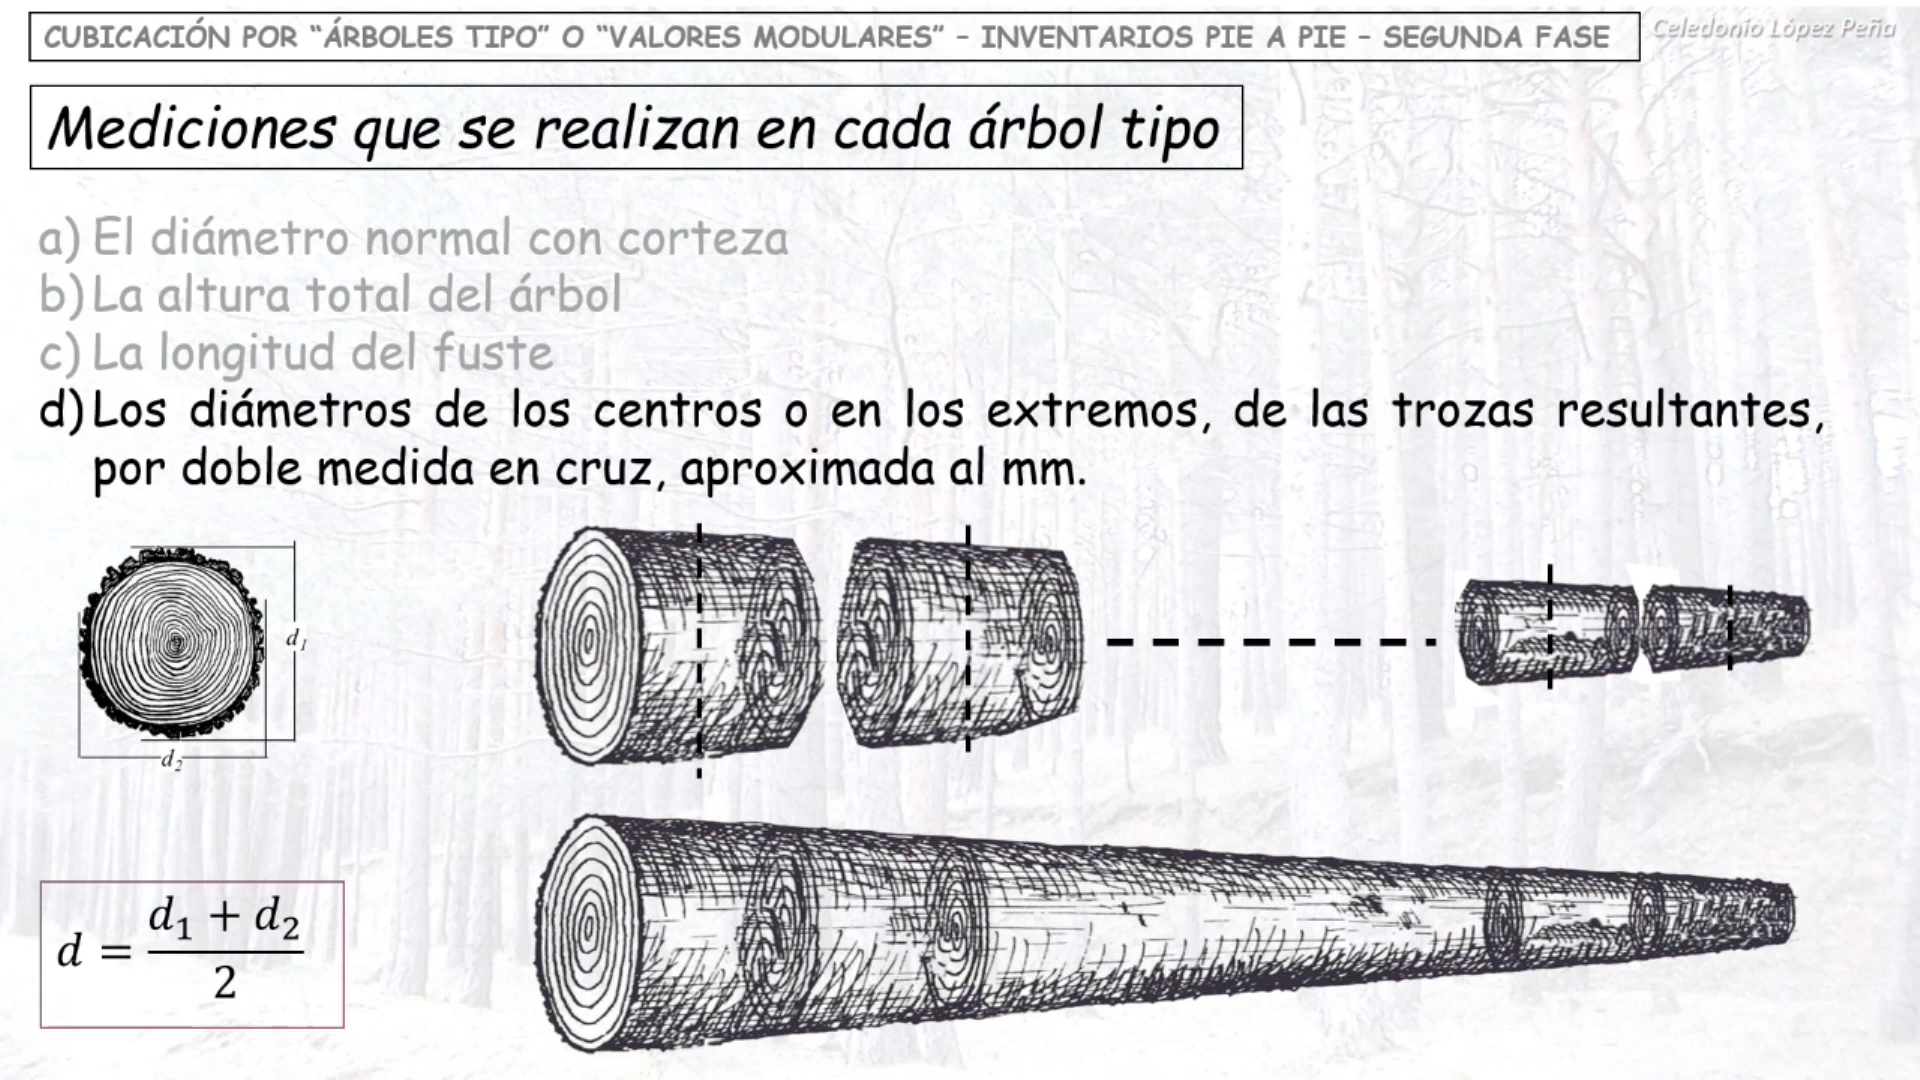 CUBICACIÓN POR “ÁRBOLES TIPO” O “VALORES MODULARES” – INVENTARIOS PIE A PIE – SEGUNDA FASE
Celedonio López Peña
Mediciones que se realizan en cada árbol tipo
a) El diámetro normal con corteza
b) La altura total del árbol
c) La longitud del fuste
d) Los diámetros de los centros o en los extremos, de las trozas resultantes,
por doble medida en cruz, aproximada al mm.
d₁
d₂
d = (d₁ + d₂) / 2